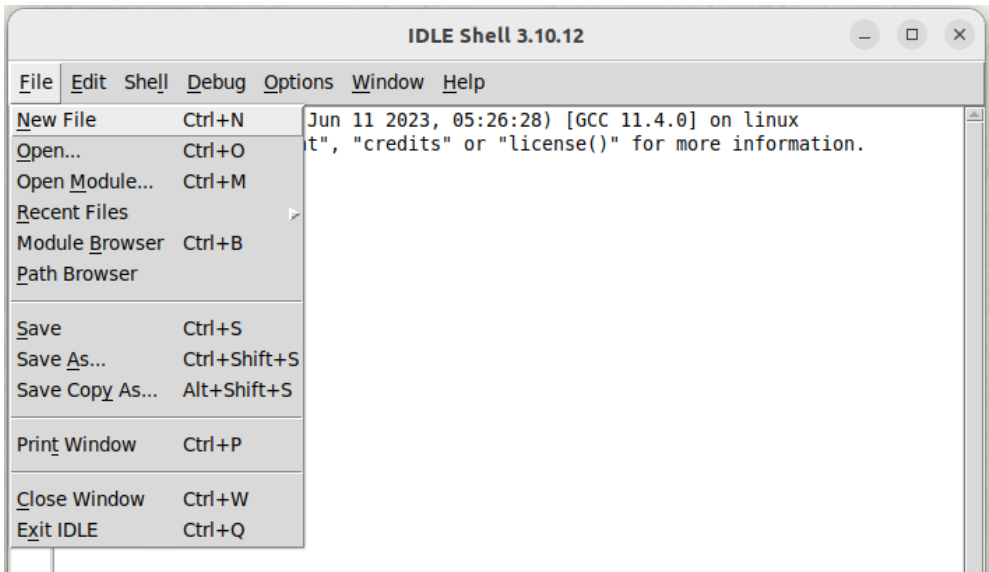 IDLE Shell 3.10.12
File Edit Shell Debug Options Window Help
New File Ctrl+N
Open... Ctrl+O
Open Module... Ctrl+M
Recent Files
Module Browser Ctrl+B
Path Browser
Save Ctrl+S
Save As... Ctrl+Shift+S
Save Copy As... Alt+Shift+S
Print Window Ctrl+P
Close Window Ctrl+W
Exit IDLE Ctrl+Q
Jun 11 2023, 05:26:28) [GCC 11.4.0] on linux
t", "credits" or "license()" for more information.